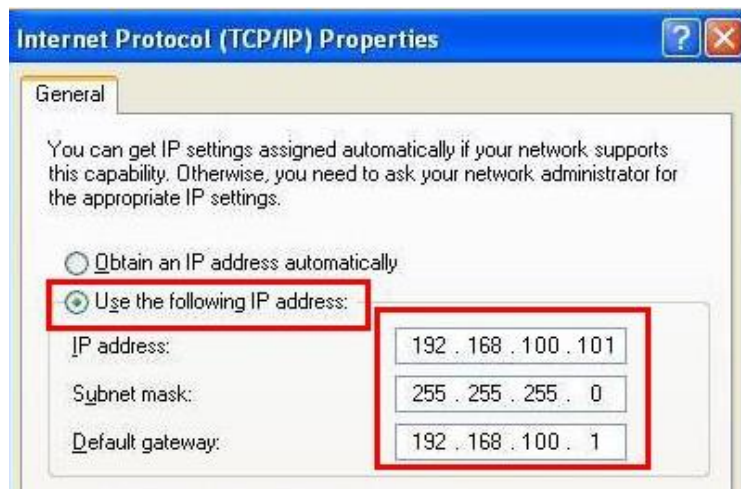 Internet Protocol (TCP/IP) Properties
General
You can get IP settings assigned automatically if your network supports
this capability. Otherwise, you need to ask your network administrator for
the appropriate IP settings.
Obtain an IP address automatically
Use the following IP address:
IP address: 192 . 168 . 100 . 101
Subnet mask: 255 . 255 . 255 . 0
Default gateway: 192 . 168 . 100 . 1